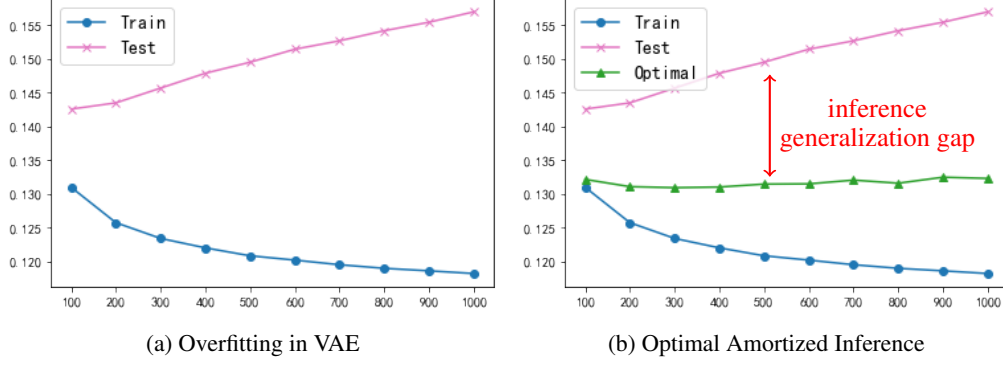 Train
Test
0.155
0.150
0.145
0.140
0.135
0.130
0.125
0.120
100 200 300 400 500 600 700 800 900 1000
(a) Overfitting in VAE
Train
Test
Optimal
inference
generalization gap
0.155
0.150
0.145
0.140
0.135
0.130
0.125
0.120
100 200 300 400 500 600 700 800 900 1000
(b) Optimal Amortized Inference